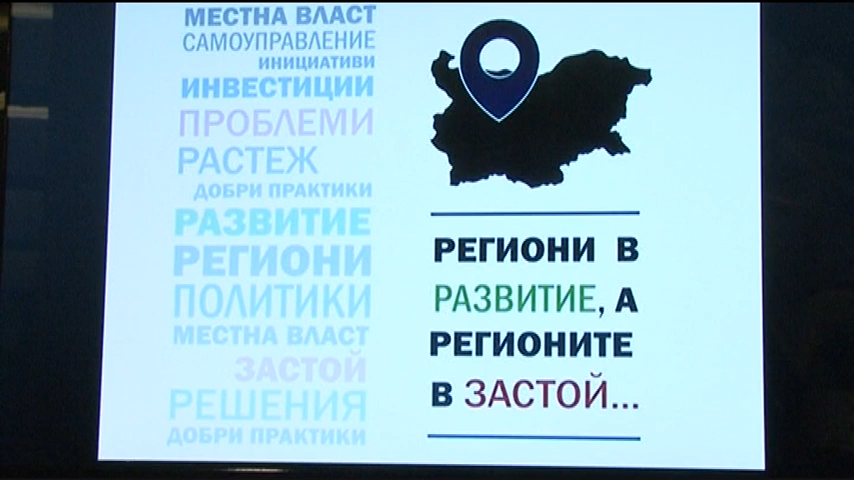 МЕСТНА ВЛАСТ
САМОУПРАВЛЕНИЕ
ИНИЦИАТИВИ
ИНВЕСТИЦИИ
ПРОБЛЕМИ
РАСТЕЖ
ДОБРИ ПРАКТИКИ
РАЗВИТИЕ
РЕГИОНИ
ПОЛИТИКИ
МЕСТНА ВЛАСТ
ЗАСТОЙ
РЕШЕНИЯ
ДОБРИ ПРАКТИКИ
РЕГИОНИ В
РАЗВИТИЕ, А
РЕГИОНИТЕ
В ЗАСТОЙ...